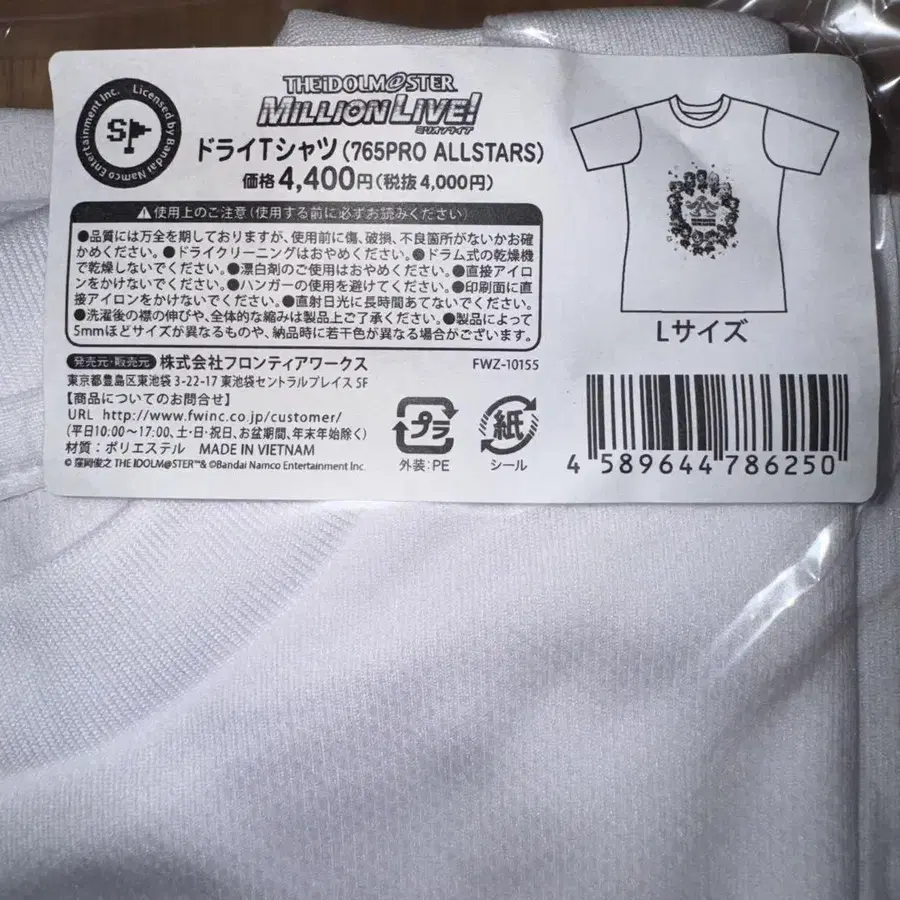 Licensed by Bandai Namco Entertainment Inc.
S
THE iDOLM@STER
MILLION LIVE!
ミリオンライブ
ドライTシャツ(765PRO ALLSTARS)
価格4,400円(税抜4,000円)
使用上のご注意(使用する前に必ずお読みください)
●品質には万全を期しておりますが、使用前に傷、破損、不良箇所がないかお確
かめください。●ドライクリーニングはおやめください。●ドラム式の乾燥機
で乾燥しないでください。●漂白剤のご使用はおやめください。●直接アイロ
ンをかけないでください。●ハンガーの使用を避けてください。●印刷面に直
接アイロンをかけないでください。●直射日光に長時間あてないでください。
●洗濯後の襟の伸びや、全体的な縮みは製品上ご了承ください。●製品によって
5mmほどサイズが異なるものや、納品時に若干色が異なる場合がございます。
発売元・販売元 株式会社フロンティアワークス
FWZ-10155
東京都豊島区東池袋 3-22-17 東池袋セントラルプレイス 5F
【商品についてのお問合せ】
URL http://www.fwinc.co.jp/customer/
(平日10:00~17:00、土・日・祝日、お盆期間、年末年始除く)
材質:ポリエステル MADE IN VIETNAM
©窪岡俊之 THE IDOLM@STER™& ©Bandai Namco Entertainment Inc.
プラ
外装:PE
紙
シール
Lサイズ
4 589644 786250